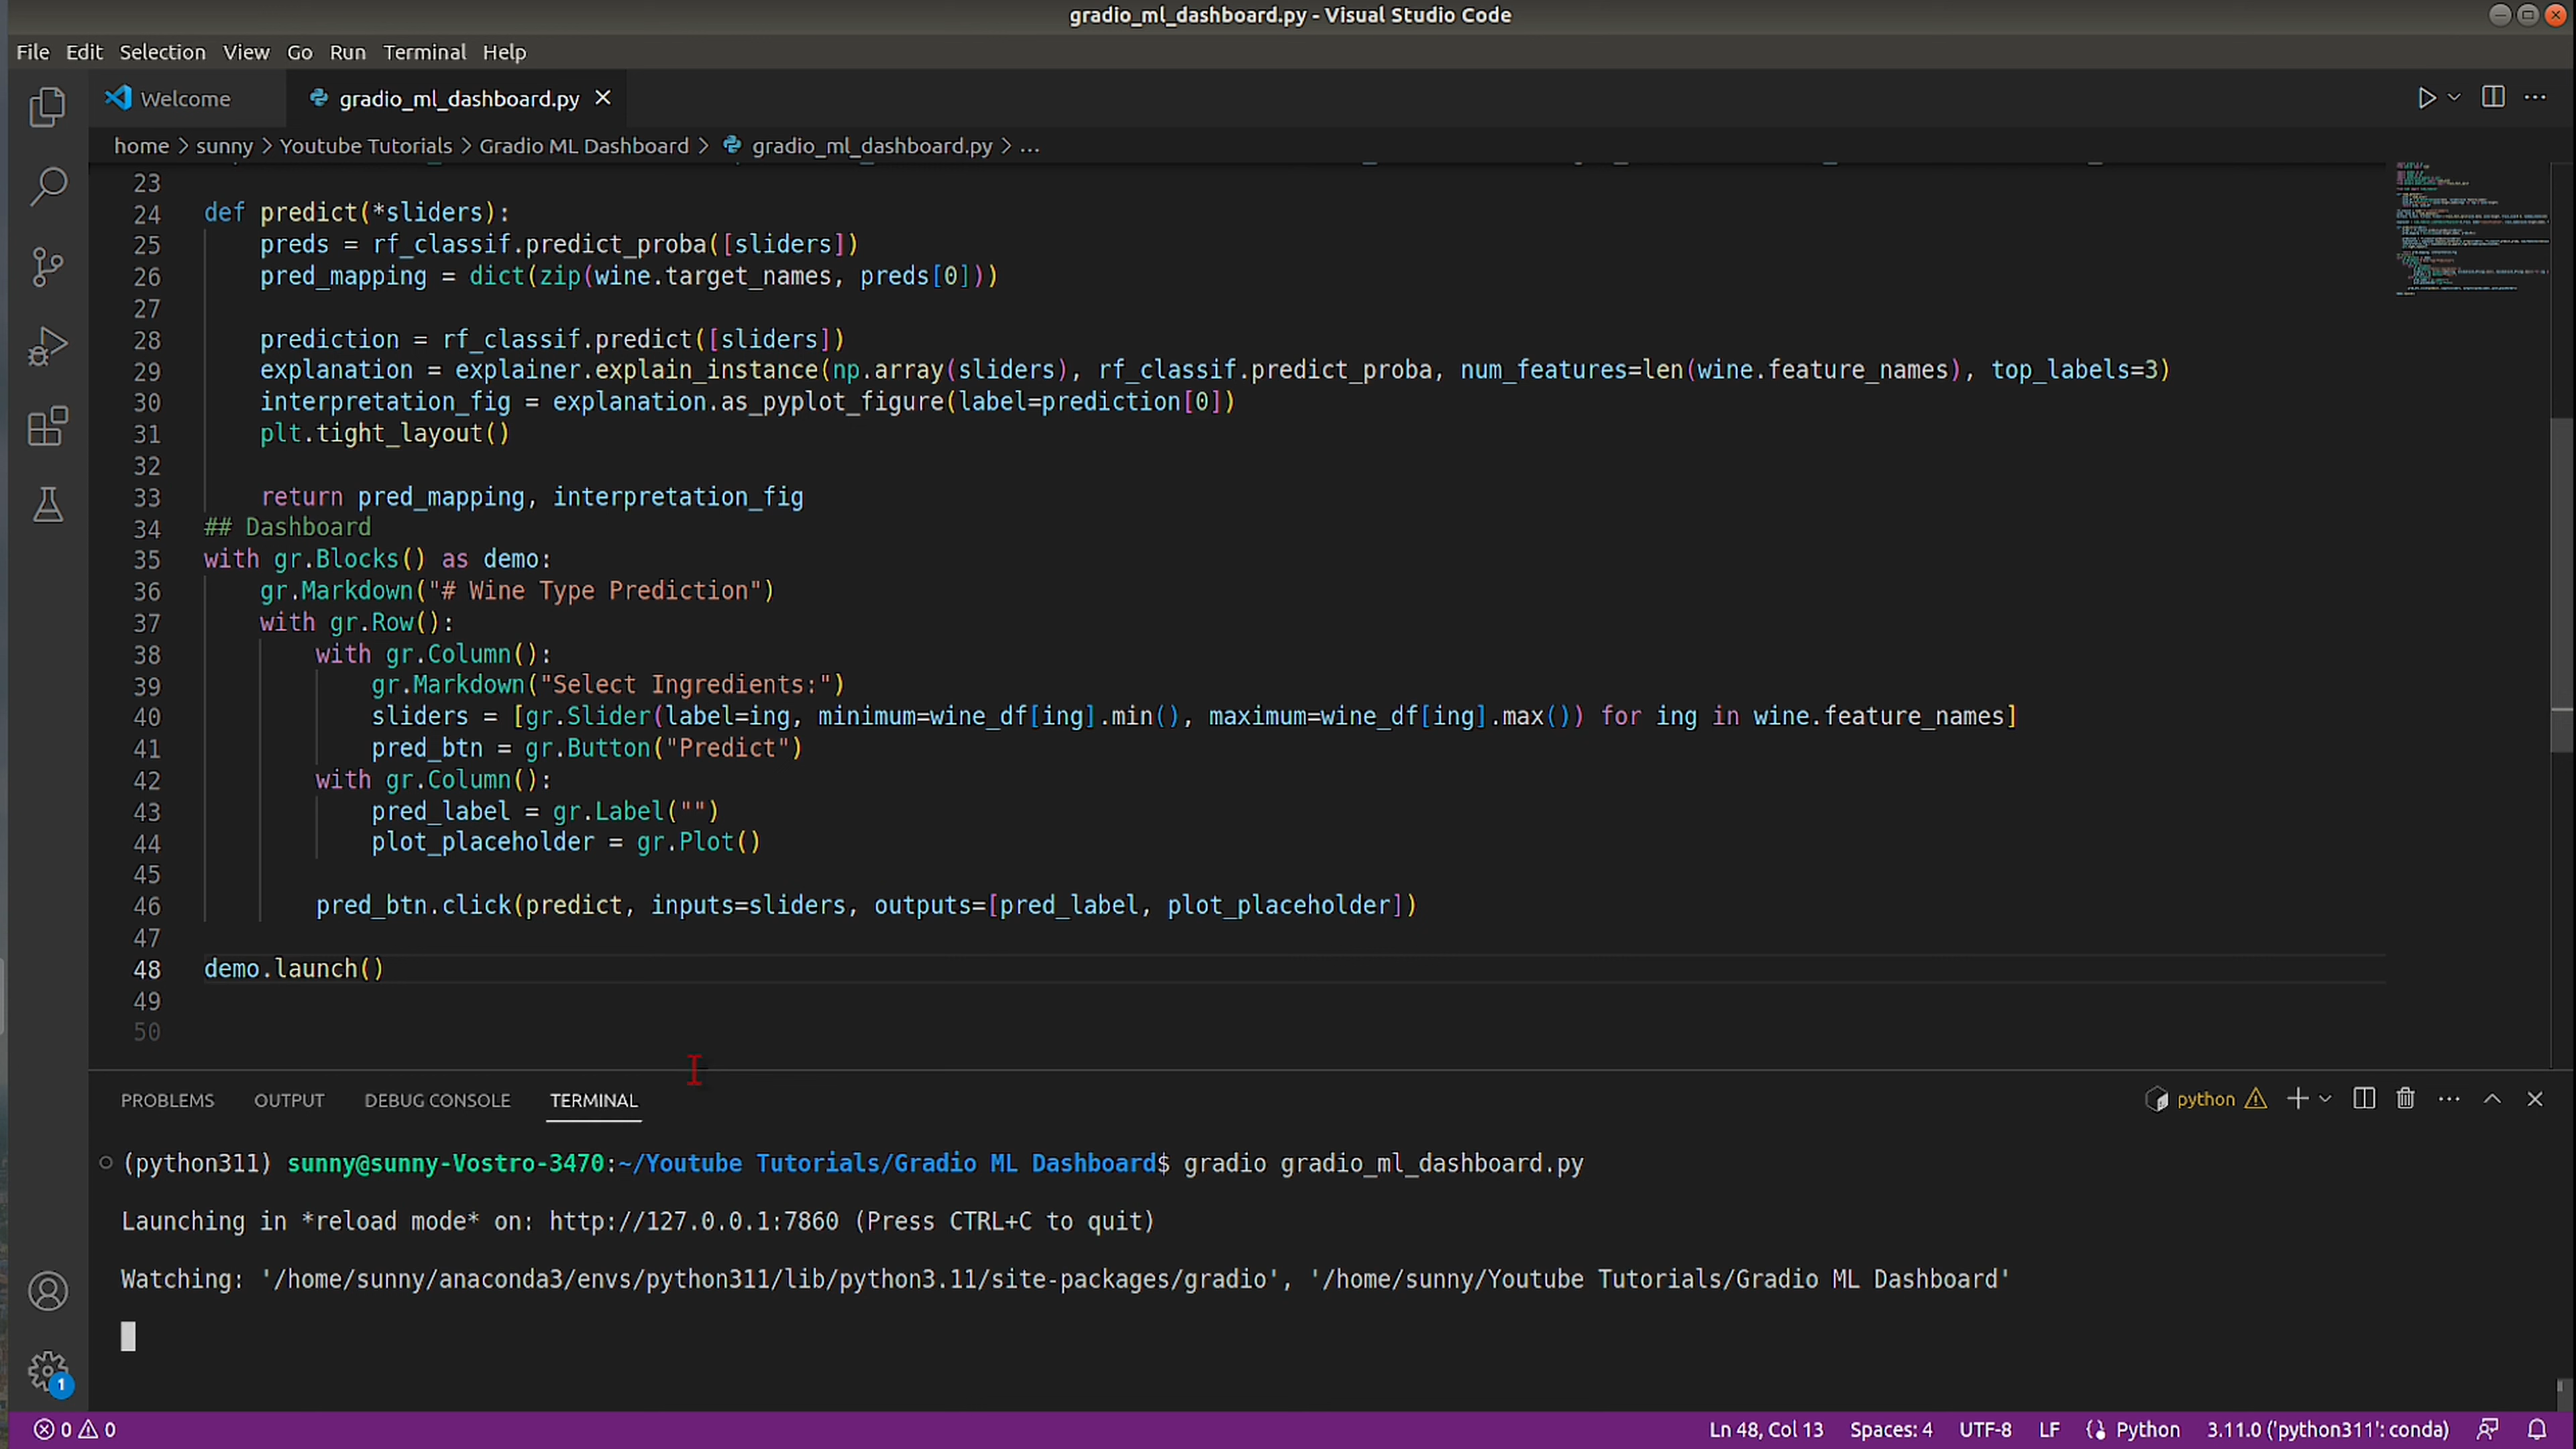 gradio_ml_dashboard.py - Visual Studio Code
File Edit Selection View Go Run Terminal Help
Welcome gradio_ml_dashboard.py
home > sunny > Youtube Tutorials > Gradio ML Dashboard > gradio_ml_dashboard.py > ...
23
24 def predict(*sliders):
25 preds = rf_classif.predict_proba([sliders])
26 pred_mapping = dict(zip(wine.target_names, preds[0]))
27
28 prediction = rf_classif.predict([sliders])
29 explanation = explainer.explain_instance(np.array(sliders), rf_classif.predict_proba, num_features=len(wine.feature_names), top_labels=3)
30 interpretation_fig = explanation.as_pyplot_figure(label=prediction[0])
31 plt.tight_layout()
32
33 return pred_mapping, interpretation_fig
34 ## Dashboard
35 with gr.Blocks() as demo:
36 gr.Markdown("# Wine Type Prediction")
37 with gr.Row():
38 with gr.Column():
39 gr.Markdown("Select Ingredients:")
40 sliders = [gr.Slider(label=ing, minimum=wine_df[ing].min(), maximum=wine_df[ing].max()) for ing in wine.feature_names]
41 pred_btn = gr.Button("Predict")
42 with gr.Column():
43 pred_label = gr.Label("")
44 plot_placeholder = gr.Plot()
45
46 pred_btn.click(predict, inputs=sliders, outputs=[pred_label, plot_placeholder])
47
48 demo.launch()
49
50
PROBLEMS OUTPUT DEBUG CONSOLE TERMINAL python
(python311) sunny@sunny-Vostro-3470:~/Youtube Tutorials/Gradio ML Dashboard$ gradio gradio_ml_dashboard.py
Launching in *reload mode* on: http://127.0.0.1:7860 (Press CTRL+C to quit)
Watching: '/home/sunny/anaconda3/envs/python311/lib/python3.11/site-packages/gradio', '/home/sunny/Youtube Tutorials/Gradio ML Dashboard'
1
0 0 Ln 48, Col 13 Spaces: 4 UTF-8 LF Python 3.11.0 ('python311': conda)